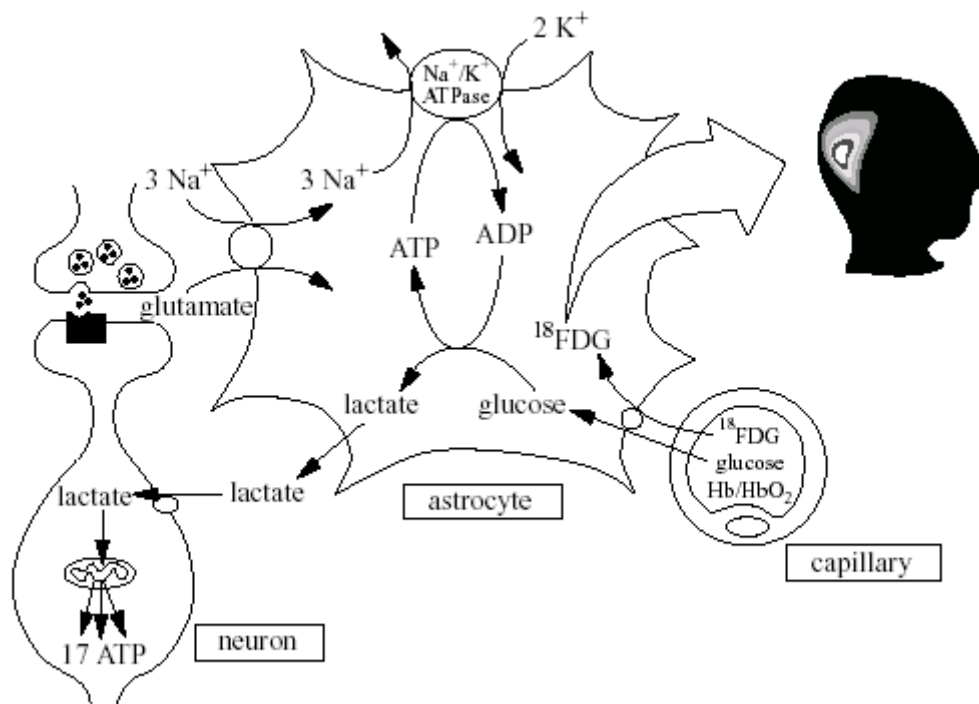 2 K⁺
Na⁺/K⁺
ATPase
3 Na⁺
3 Na⁺
ATP
ADP
glutamate
¹⁸FDG
lactate
glucose
¹⁸FDG
glucose
Hb/HbO₂
lactate
lactate
astrocyte
capillary
neuron
17 ATP